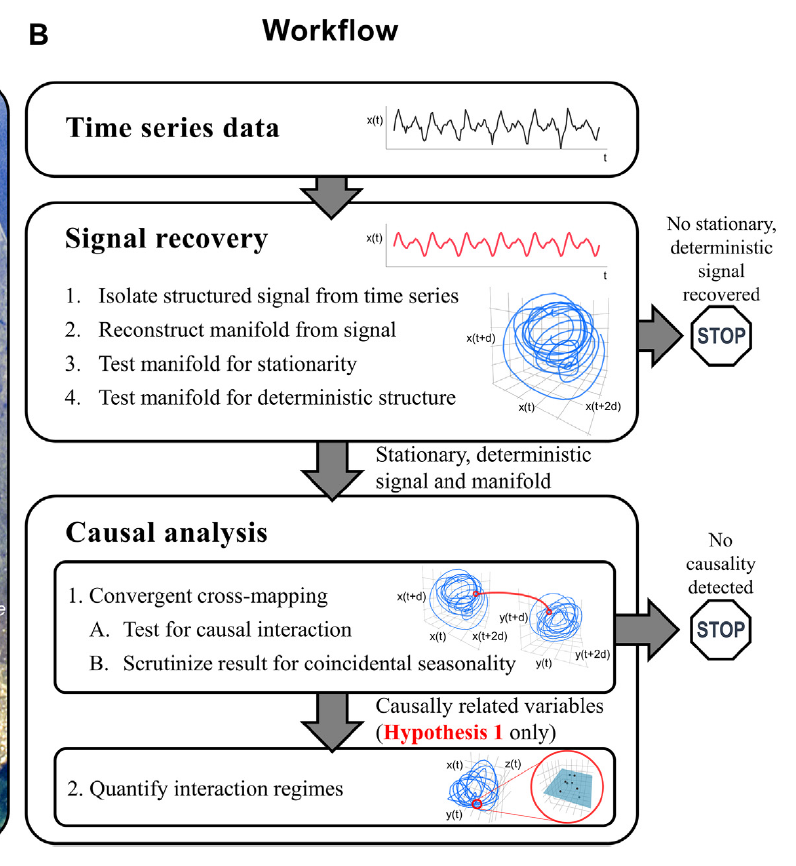 B
Workflow
Time series data
x(t)
t
Signal recovery
x(t)
t
1. Isolate structured signal from time series
2. Reconstruct manifold from signal
3. Test manifold for stationarity
4. Test manifold for deterministic structure
x(t+d)
x(t)
x(t+2d)
No stationary,
deterministic
signal
recovered
STOP
Stationary, deterministic
signal and manifold
Causal analysis
1. Convergent cross-mapping
A. Test for causal interaction
B. Scrutinize result for coincidental seasonality
x(t+d)
x(t)
x(t+2d)
y(t+d)
y(t)
y(t+2d)
No
causality
detected
STOP
Causally related variables
(Hypothesis 1 only)
2. Quantify interaction regimes
x(t)
z(t)
y(t)
e